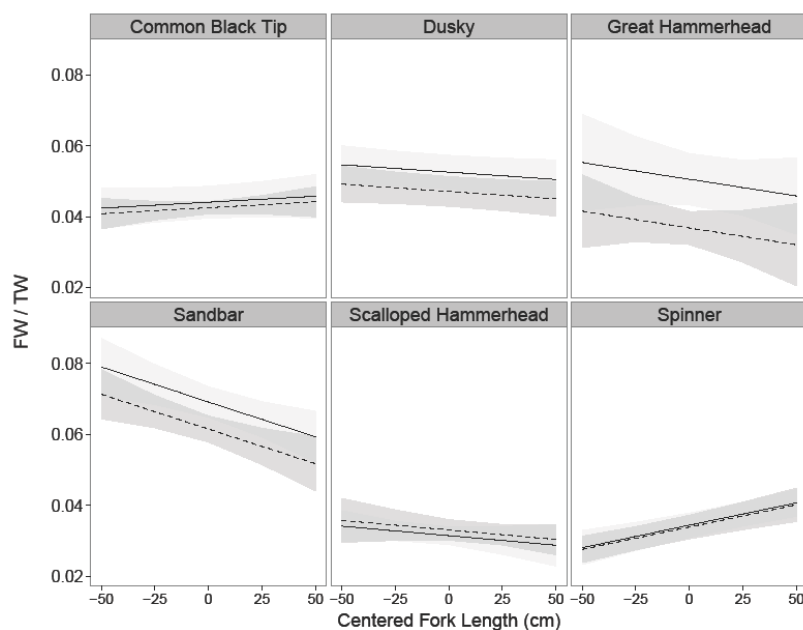 Common Black Tip
Dusky
Great Hammerhead
0.08
0.06
0.04
0.02
FW / TW
Sandbar
Scalloped Hammerhead
Spinner
0.08
0.06
0.04
0.02
−50 −25 0 25 50
−50 −25 0 25 50
−50 −25 0 25 50
Centered Fork Length (cm)